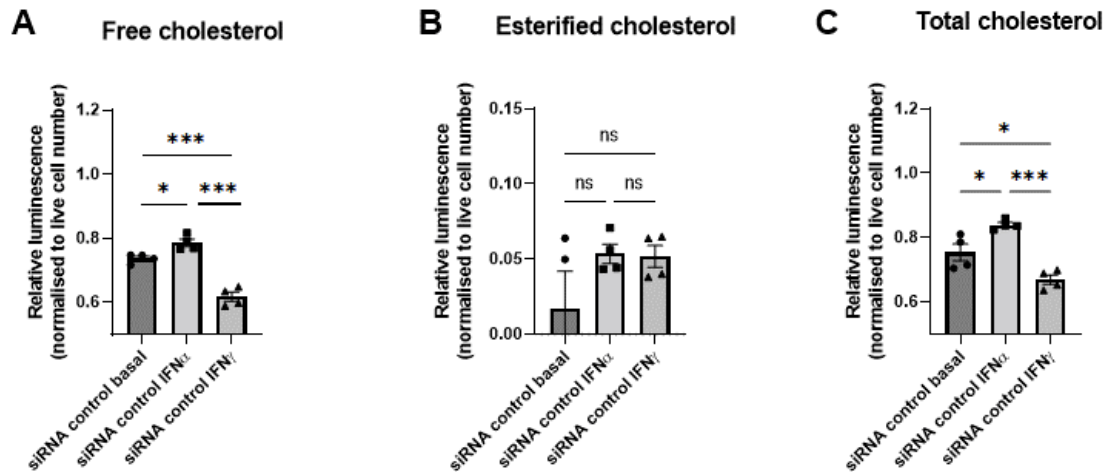 A
Free cholesterol
Relative luminescence
(normalised to live cell number)
1.2
1.0
0.8
0.6
***
*
***
siRNA control basal
siRNA control IFNα
siRNA control IFNγ
B
Esterified cholesterol
Relative luminescence
(normalised to live cell number)
0.15
0.10
0.05
0.00
ns
ns
ns
siRNA control basal
siRNA control IFNα
siRNA control IFNγ
C
Total cholesterol
Relative luminescence
(normalised to live cell number)
1.2
1.0
0.8
0.6
*
*
***
siRNA control basal
siRNA control IFNα
siRNA control IFNγ